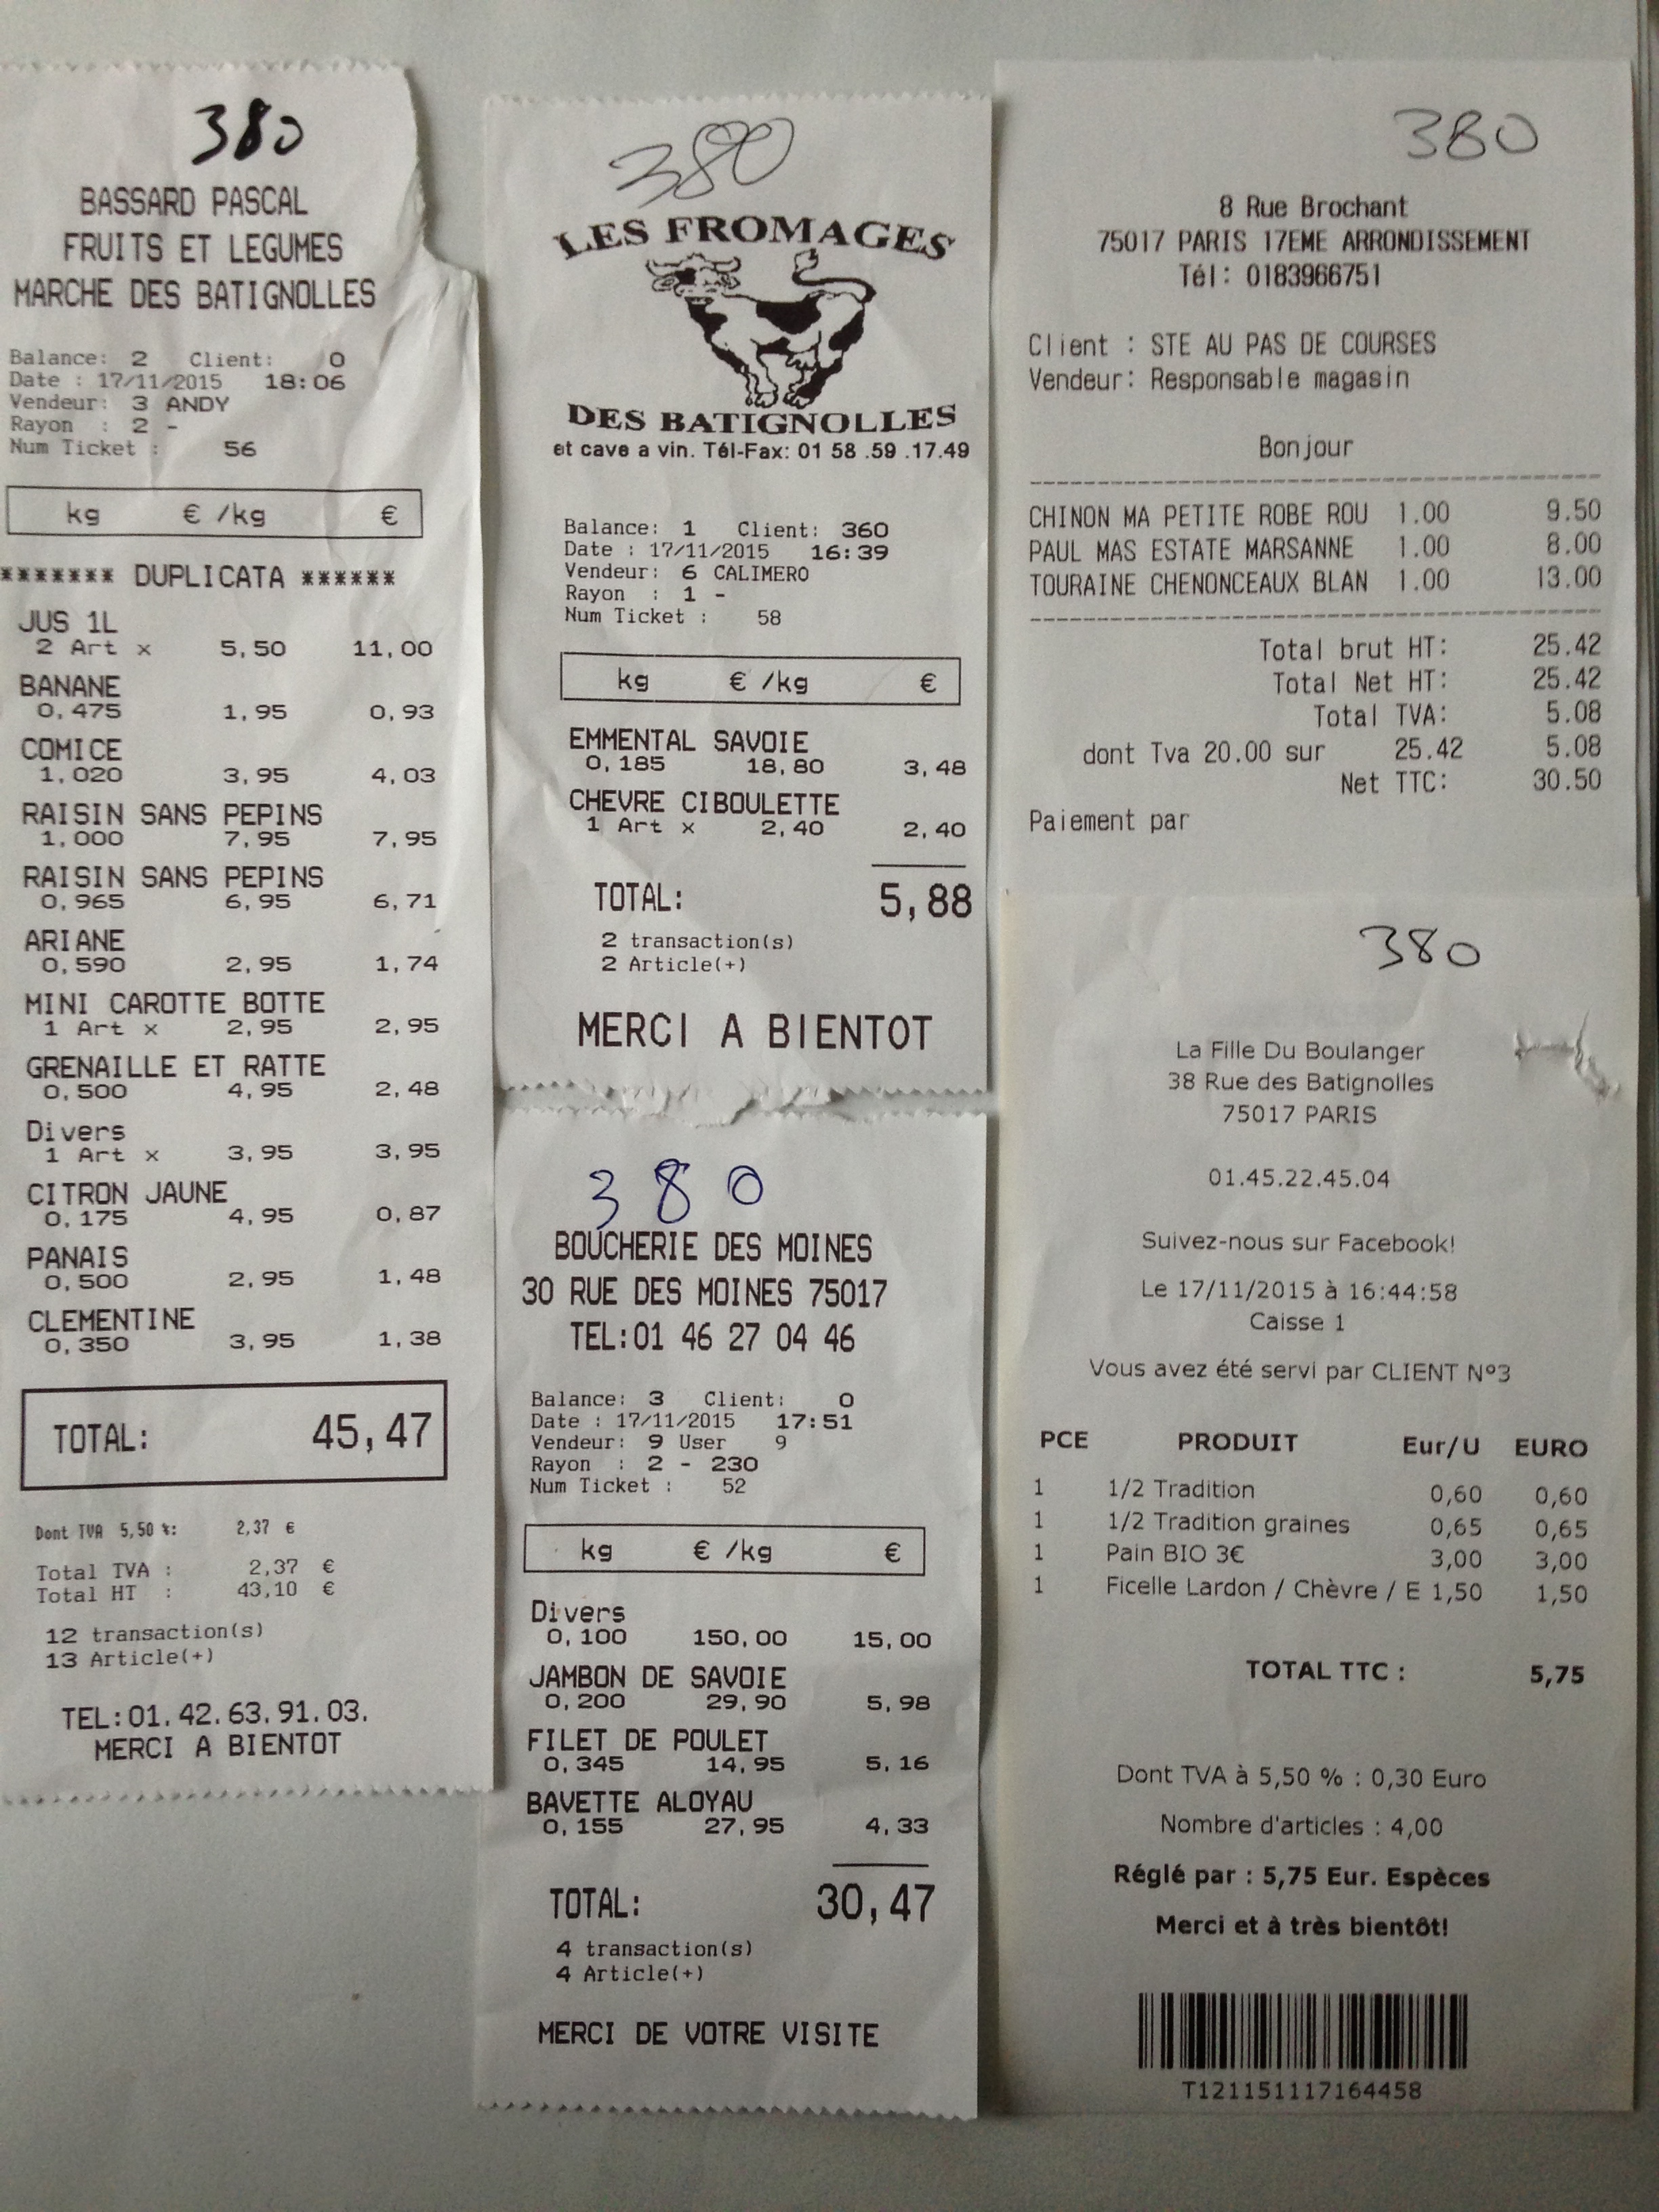 380
BASSARD PASCAL
FRUITS ET LEGUMES
MARCHE DES BATIGNOLLES
Balance: 2 Client: 0
Date : 17/11/2015 18:06
Vendeur: 3 ANDY
Rayon : 2 -
Num Ticket : 56
kg € /kg €
******* DUPLICATA ******
JUS 1L
2 Art x 5,50 11,00
BANANE
0,475 1,95 0,93
COMICE
1,020 3,95 4,03
RAISIN SANS PEPINS
1,000 7,95 7,95
RAISIN SANS PEPINS
0,965 6,95 6,71
ARIANE
0,590 2,95 1,74
MINI CAROTTE BOTTE
1 Art x 2,95 2,95
GRENAILLE ET RATTE
0,500 4,95 2,48
Divers
1 Art x 3,95 3,95
CITRON JAUNE
0,175 4,95 0,87
PANAIS
0,500 2,95 1,48
CLEMENTINE
0,350 3,95 1,38
TOTAL: 45,47
Dont TVA 5,50 %: 2,37 €
Total TVA : 2,37 €
Total HT : 43,10 €
12 transaction(s)
13 Article(+)
TEL:01.42.63.91.03.
MERCI A BIENTOT
380
LES FROMAGES
DES BATIGNOLLES
et cave a vin. Tél-Fax: 01 58 .59 .17.49
Balance: 1 Client: 360
Date : 17/11/2015 16:39
Vendeur: 6 CALIMERO
Rayon : 1 -
Num Ticket : 58
kg € /kg €
EMMENTAL SAVOIE
0,185 18,80 3,48
CHEVRE CIBOULETTE
1 Art x 2,40 2,40
TOTAL: 5,88
2 transaction(s)
2 Article(+)
MERCI A BIENTOT
380
BOUCHERIE DES MOINES
30 RUE DES MOINES 75017
TEL:01 46 27 04 46
Balance: 3 Client: 0
Date : 17/11/2015 17:51
Vendeur: 9 User 9
Rayon : 2 - 230
Num Ticket : 52
kg € /kg €
Divers
0,100 150,00 15,00
JAMBON DE SAVOIE
0,200 29,90 5,98
FILET DE POULET
0,345 14,95 5,16
BAVETTE ALOYAU
0,155 27,95 4,33
TOTAL: 30,47
4 transaction(s)
4 Article(+)
MERCI DE VOTRE VISITE
380
8 Rue Brochant
75017 PARIS 17EME ARRONDISSEMENT
Tél: 0183966751
Client : STE AU PAS DE COURSES
Vendeur: Responsable magasin
Bonjour
CHINON MA PETITE ROBE ROU 1.00 9.50
PAUL MAS ESTATE MARSANNE 1.00 8.00
TOURAINE CHENONCEAUX BLAN 1.00 13.00
Total brut HT: 25.42
Total Net HT: 25.42
Total TVA: 5.08
dont Tva 20.00 sur 25.42 5.08
Net TTC: 30.50
Paiement par
380
La Fille Du Boulanger
38 Rue des Batignolles
75017 PARIS
01.45.22.45.04
Suivez-nous sur Facebook!
Le 17/11/2015 à 16:44:58
Caisse 1
Vous avez été servi par CLIENT N°3
PCE PRODUIT Eur/U EURO
1 1/2 Tradition 0,60 0,60
1 1/2 Tradition graines 0,65 0,65
1 Pain BIO 3€ 3,00 3,00
1 Ficelle Lardon / Chèvre / E 1,50 1,50
TOTAL TTC : 5,75
Dont TVA à 5,50 % : 0,30 Euro
Nombre d'articles : 4,00
Réglé par : 5,75 Eur. Espèces
Merci et à très bientôt!
T121151117164458